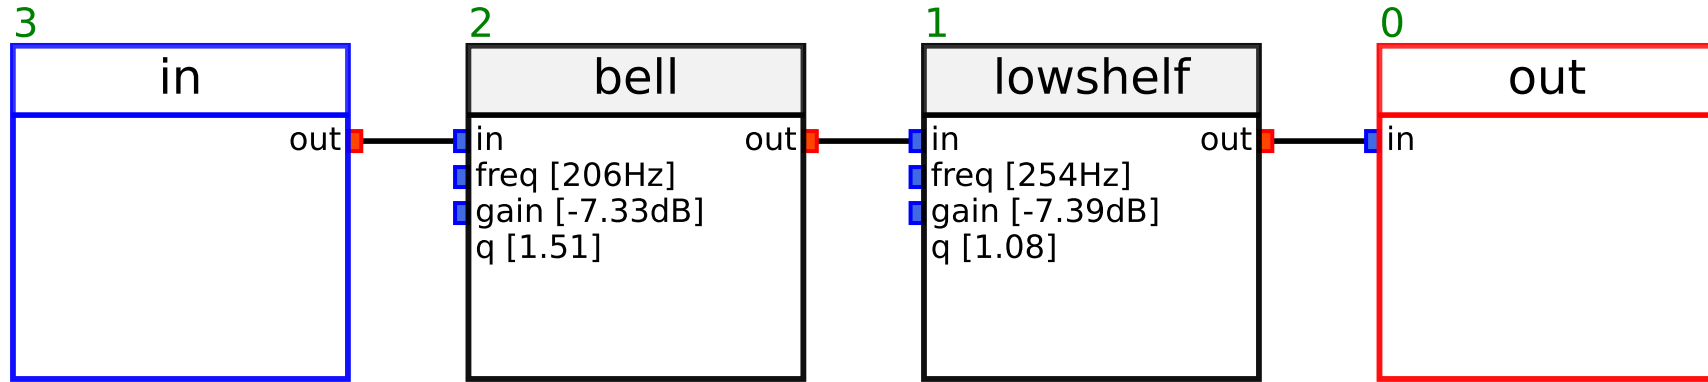 3
in
out
2
bell
in
out
freq [206Hz]
gain [-7.33dB]
q [1.51]
1
lowshelf
in
out
freq [254Hz]
gain [-7.39dB]
q [1.08]
0
out
in